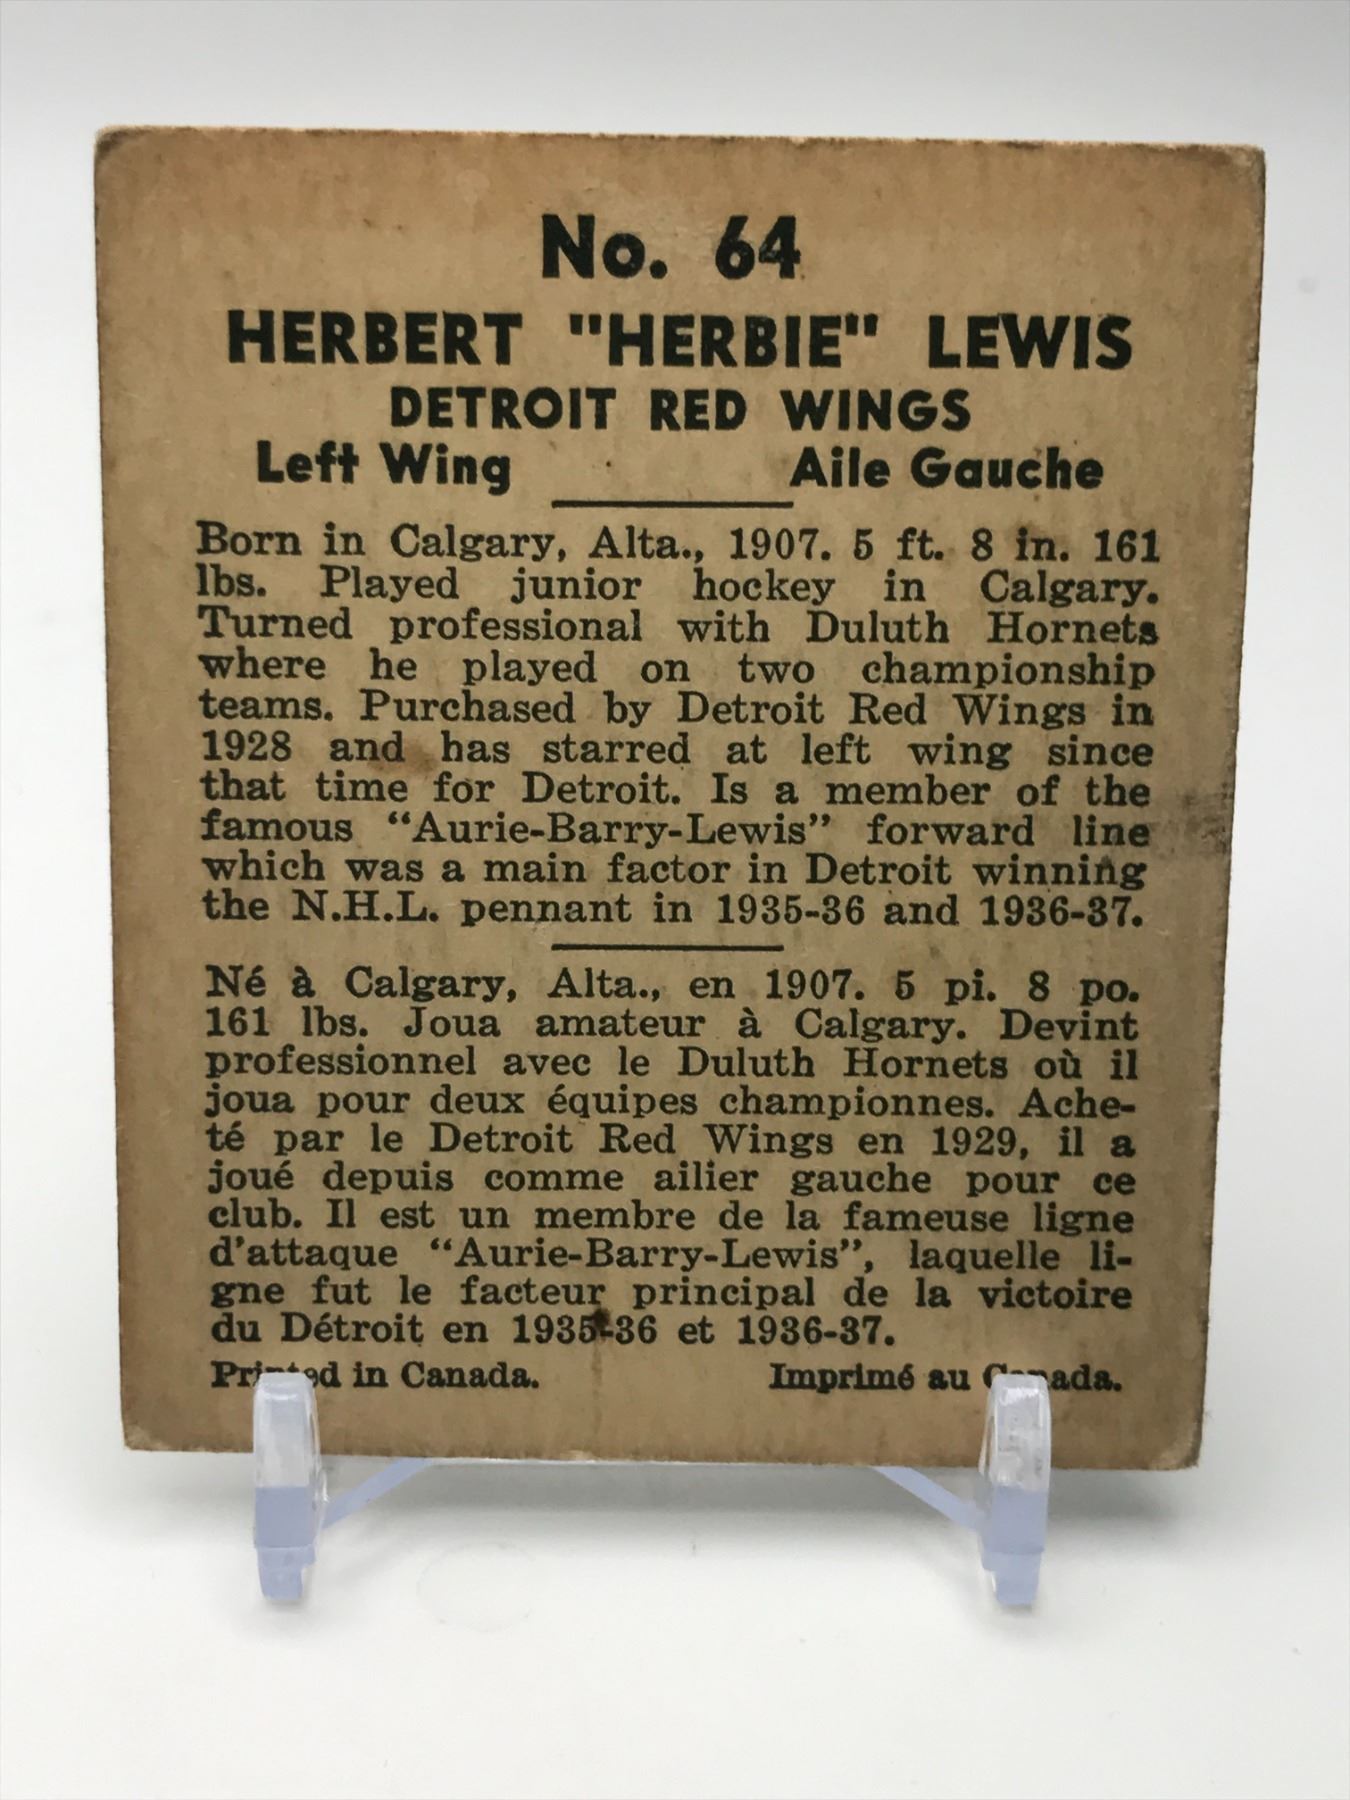 No. 64
HERBERT "HERBIE" LEWIS
DETROIT RED WINGS
Left Wing Aile Gauche
Born in Calgary, Alta., 1907. 5 ft. 8 in. 161
lbs. Played junior hockey in Calgary.
Turned professional with Duluth Hornets
where he played on two championship
teams. Purchased by Detroit Red Wings in
1928 and has starred at left wing since
that time for Detroit. Is a member of the
famous "Aurie-Barry-Lewis" forward line
which was a main factor in Detroit winning
the N.H.L. pennant in 1935-36 and 1936-37.
Né à Calgary, Alta., en 1907. 5 pi. 8 po.
161 lbs. Joua amateur à Calgary. Devint
professionnel avec le Duluth Hornets où il
joua pour deux équipes championnes. Ache-
té par le Detroit Red Wings en 1929, il a
joué depuis comme ailier gauche pour ce
club. Il est un membre de la fameuse ligne
d'attaque "Aurie-Barry-Lewis", laquelle li-
gne fut le facteur principal de la victoire
du Détroit en 1935-36 et 1936-37.
Printed in Canada. Imprimé au Canada.